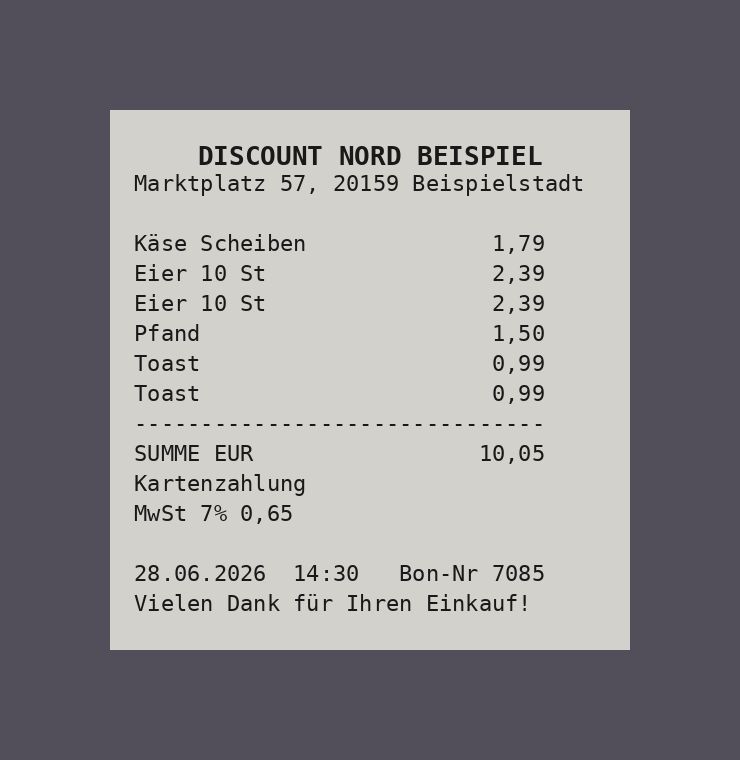 DISCOUNT NORD BEISPIEL
Marktplatz 57, 20159 Beispielstadt
Käse Scheiben 1,79
Eier 10 St 2,39
Eier 10 St 2,39
Pfand 1,50
Toast 0,99
Toast 0,99
-------------------------------
SUMME EUR 10,05
Kartenzahlung
MwSt 7% 0,65
28.06.2026 14:30 Bon-Nr 7085
Vielen Dank für Ihren Einkauf!